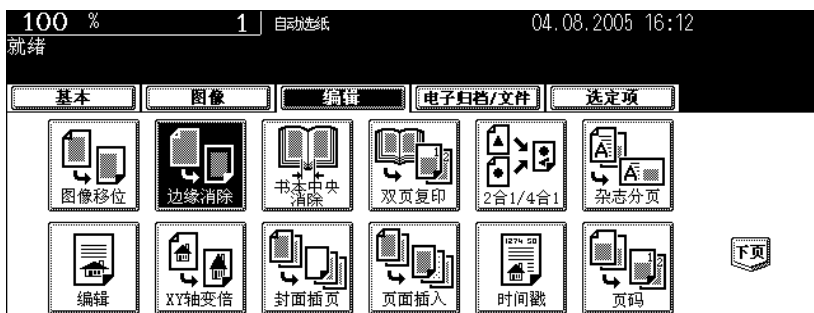 100 % 1 自动选纸 04.08.2005 16:12
就绪
基本 图像 编辑 电子归档/文件 选定项
图像移位 边缘消除 书本中央消除 双页复印 2合1/4合1 杂志分页
下页
编辑 XY轴变倍 封面插页 页面插入 时间戳 页码